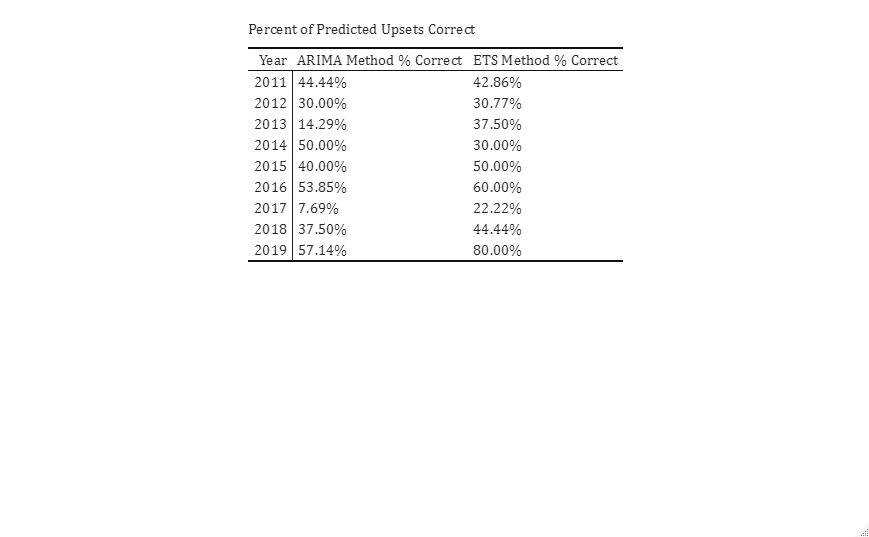 Percent of Predicted Upsets Correct
Year ARIMA Method % Correct ETS Method % Correct
2011 44.44% 42.86%
2012 30.00% 30.77%
2013 14.29% 37.50%
2014 50.00% 30.00%
2015 40.00% 50.00%
2016 53.85% 60.00%
2017 7.69% 22.22%
2018 37.50% 44.44%
2019 57.14% 80.00%